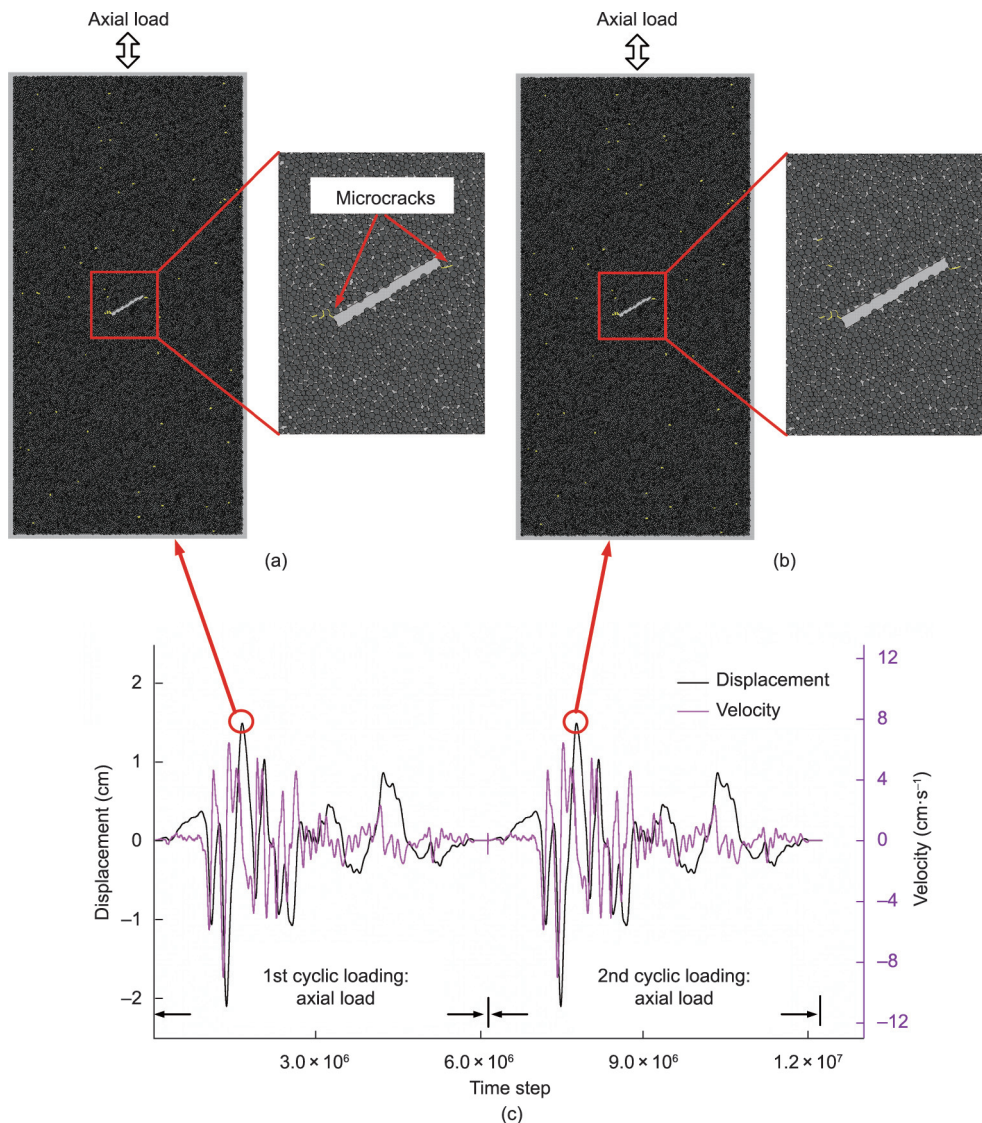 Axial load
Axial load
Microcracks
(a)
(b)
2
1
0
−1
−2
Displacement (cm)
12
8
4
0
−4
−8
−12
Velocity (cm·s⁻¹)
Displacement
Velocity
1st cyclic loading:
axial load
2nd cyclic loading:
axial load
3.0 × 10⁶
6.0 × 10⁶
9.0 × 10⁶
1.2 × 10⁷
Time step
(c)